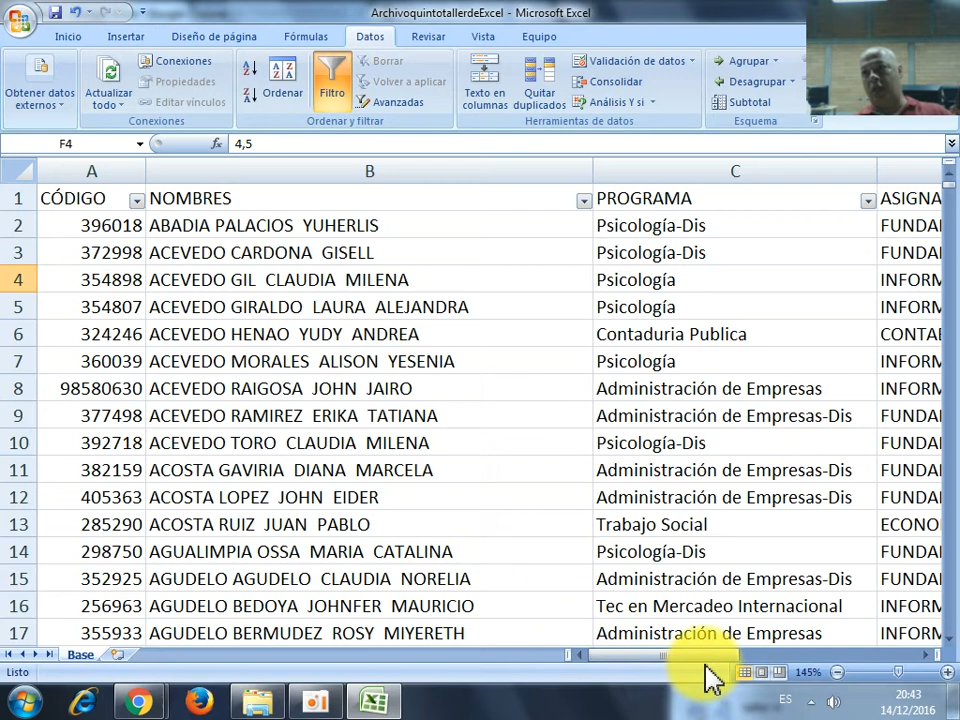 ArchivoquintotallerdeExcel - Microsoft Excel
Inicio Insertar Diseño de página Fórmulas Datos Revisar Vista Equipo
Obtener datos externos
Actualizar todo
Conexiones
Propiedades
Editar vínculos
Conexiones
Ordenar
Filtro
Borrar
Volver a aplicar
Avanzadas
Ordenar y filtrar
Texto en columnas
Quitar duplicados
Validación de datos
Consolidar
Análisis Y si
Herramientas de datos
Agrupar
Desagrupar
Subtotal
Esquema
F4 fx 4,5
A B C
1 CÓDIGO NOMBRES PROGRAMA ASIGNA
2 396018 ABADIA PALACIOS YUHERLIS Psicología-Dis FUNDA
3 372998 ACEVEDO CARDONA GISELL Psicología-Dis FUNDA
4 354898 ACEVEDO GIL CLAUDIA MILENA Psicología INFORM
5 354807 ACEVEDO GIRALDO LAURA ALEJANDRA Psicología INFORM
6 324246 ACEVEDO HENAO YUDY ANDREA Contaduria Publica CONTAB
7 360039 ACEVEDO MORALES ALISON YESENIA Psicología INFORM
8 98580630 ACEVEDO RAIGOSA JOHN JAIRO Administración de Empresas INFORM
9 377498 ACEVEDO RAMIREZ ERIKA TATIANA Administración de Empresas-Dis FUNDA
10 392718 ACEVEDO TORO CLAUDIA MILENA Psicología-Dis FUNDA
11 382159 ACOSTA GAVIRIA DIANA MARCELA Administración de Empresas-Dis FUNDA
12 405363 ACOSTA LOPEZ JOHN EIDER Administración de Empresas-Dis FUNDA
13 285290 ACOSTA RUIZ JUAN PABLO Trabajo Social ECONO
14 298750 AGUALIMPIA OSSA MARIA CATALINA Psicología-Dis FUNDA
15 352925 AGUDELO AGUDELO CLAUDIA NORELIA Administración de Empresas-Dis FUNDA
16 256963 AGUDELO BEDOYA JOHNFER MAURICIO Tec en Mercadeo Internacional INFORM
17 355933 AGUDELO BERMUDEZ ROSY MIYERETH Administración de Empresas INFORM
Base
Listo 145%
ES 20:43
14/12/2016